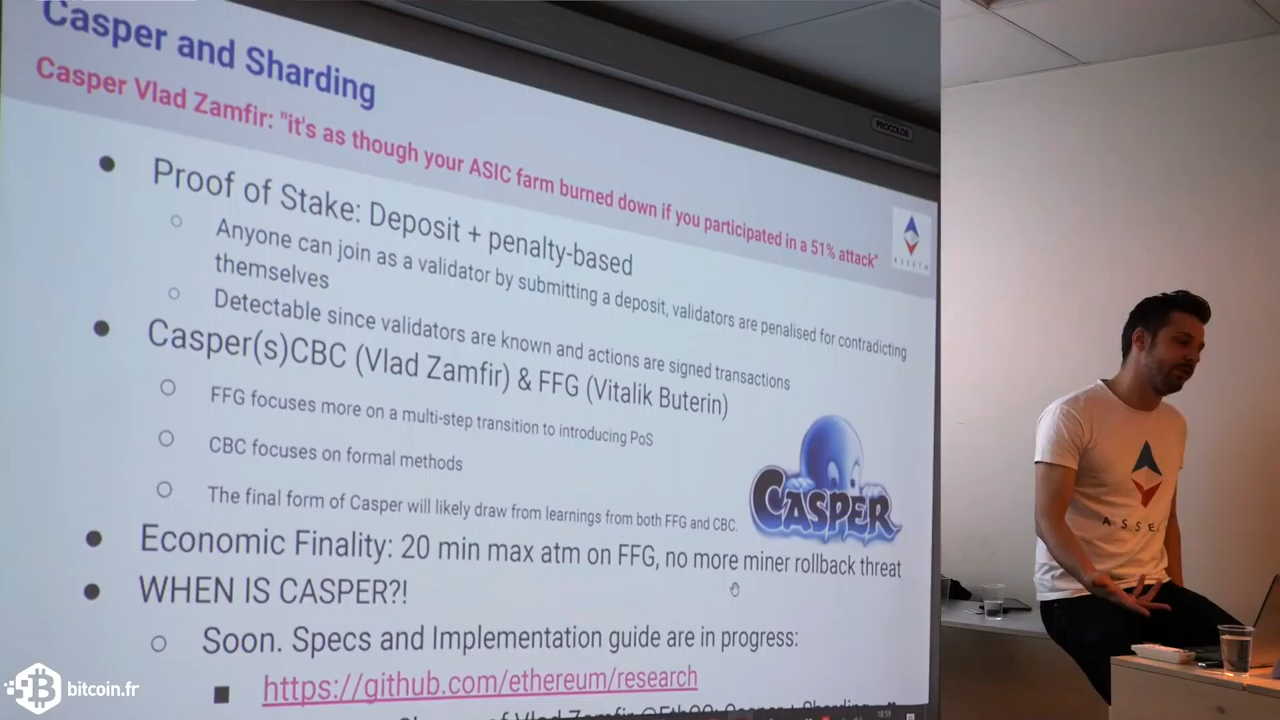 Casper and Sharding
Casper Vlad Zamfir: "it's as though your ASIC farm burned down if you participated in a 51% attack"
PROCOLOR
ASSETH
● Proof of Stake: Deposit + penalty-based
○ Anyone can join as a validator by submitting a deposit, validators are penalised for contradicting
themselves
○ Detectable since validators are known and actions are signed transactions
● Casper(s)CBC (Vlad Zamfir) & FFG (Vitalik Buterin)
○ FFG focuses more on a multi-step transition to introducing PoS
○ CBC focuses on formal methods
○ The final form of Casper will likely draw from learnings from both FFG and CBC.
CASPER
● Economic Finality: 20 min max atm on FFG, no more miner rollback threat
● WHEN IS CASPER?!
○ Soon. Specs and Implementation guide are in progress:
■ https://github.com/ethereum/research
of Vlad Zamfir
18:59
ASSE
bitcoin.fr